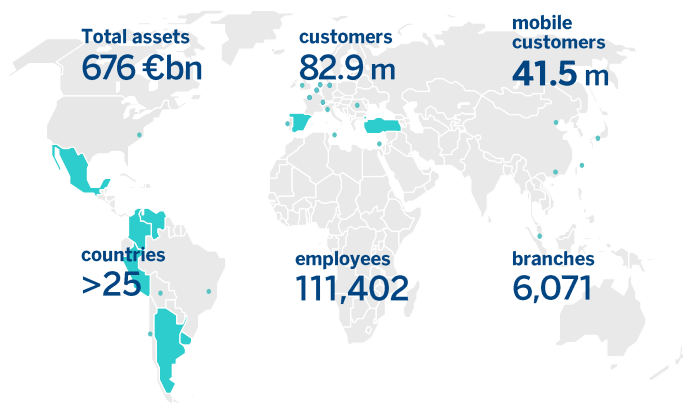 Total assets
676 €bn
customers
82.9 m
mobile
customers
41.5 m
countries
>25
employees
111,402
branches
6,071